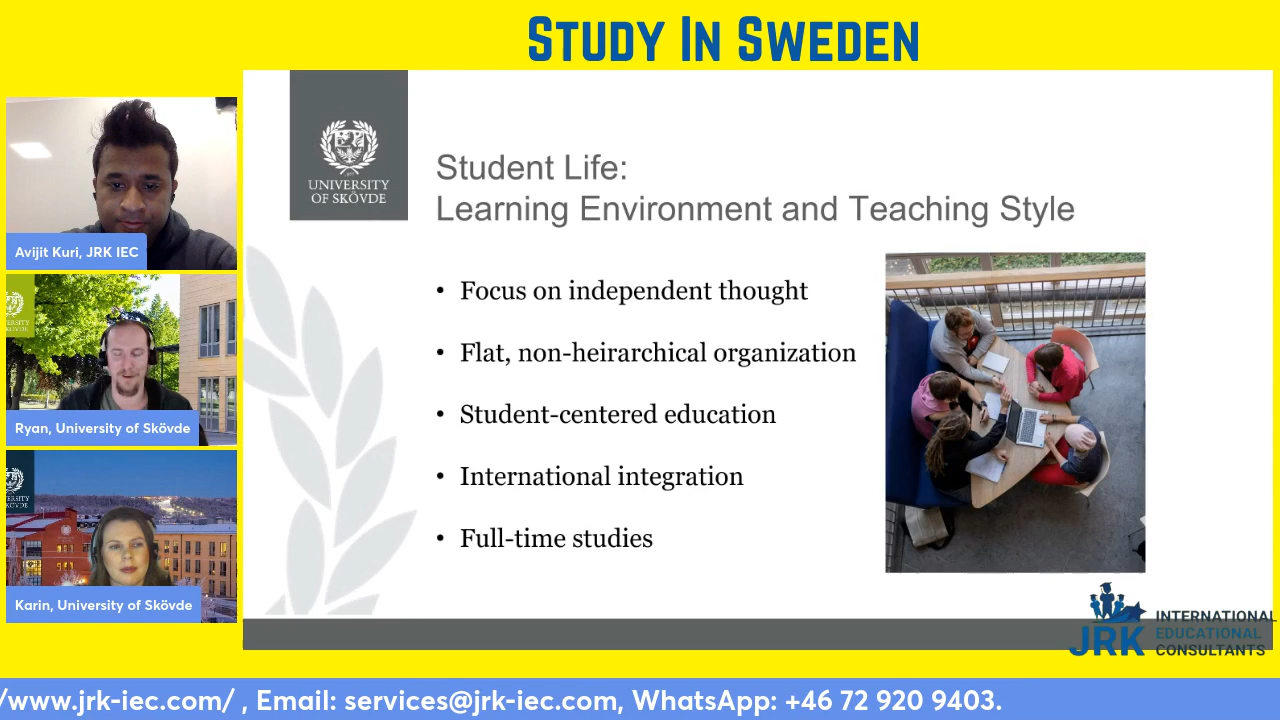 STUDY IN SWEDEN
UNIVERSITY
OF SKÖVDE
Student Life:
Learning Environment and Teaching Style
• Focus on independent thought
• Flat, non-heirarchical organization
• Student-centered education
• International integration
• Full-time studies
Avijit Kuri, JRK IEC
Ryan, University of Skövde
Karin, University of Skövde
JRK
INTERNATIONAL
EDUCATIONAL
CONSULTANTS
/www.jrk-iec.com/ , Email: services@jrk-iec.com, WhatsApp: +46 72 920 9403.